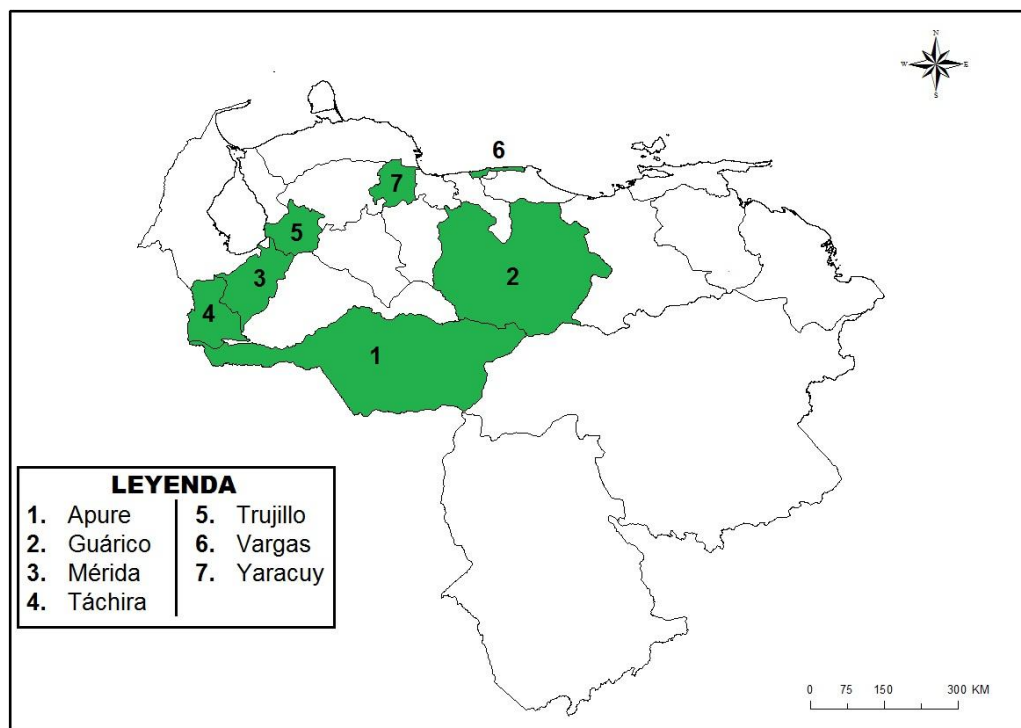 N
W E
S
6
7
5
3
2
4
1
LEYENDA
1. Apure
2. Guárico
3. Mérida
4. Táchira
5. Trujillo
6. Vargas
7. Yaracuy
0 75 150 300 KM